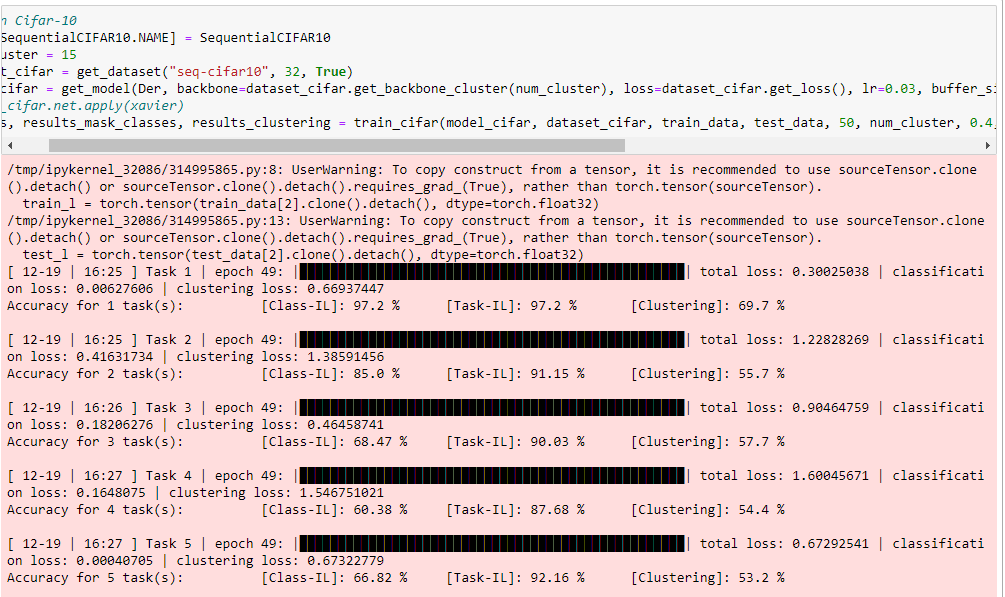 n Cifar-10
SequentialCIFAR10.NAME] = SequentialCIFAR10
uster = 15
t_cifar = get_dataset("seq-cifar10", 32, True)
cifar = get_model(Der, backbone=dataset_cifar.get_backbone_cluster(num_cluster), loss=dataset_cifar.get_loss(), lr=0.03, buffer_si
_cifar.net.apply(xavier)
s, results_mask_classes, results_clustering = train_cifar(model_cifar, dataset_cifar, train_data, test_data, 50, num_cluster, 0.4,
/tmp/ipykernel_32086/314995865.py:8: UserWarning: To copy construct from a tensor, it is recommended to use sourceTensor.clone
().detach() or sourceTensor.clone().detach().requires_grad_(True), rather than torch.tensor(sourceTensor).
train_l = torch.tensor(train_data[2].clone().detach(), dtype=torch.float32)
/tmp/ipykernel_32086/314995865.py:13: UserWarning: To copy construct from a tensor, it is recommended to use sourceTensor.clone
().detach() or sourceTensor.clone().detach().requires_grad_(True), rather than torch.tensor(sourceTensor).
test_l = torch.tensor(test_data[2].clone().detach(), dtype=torch.float32)
[ 12-19 | 16:25 ] Task 1 | epoch 49: | | total loss: 0.30025038 | classificati
on loss: 0.00627606 | clustering loss: 0.66937447
Accuracy for 1 task(s): [Class-IL]: 97.2 % [Task-IL]: 97.2 % [Clustering]: 69.7 %
[ 12-19 | 16:25 ] Task 2 | epoch 49: | | total loss: 1.22828269 | classificati
on loss: 0.41631734 | clustering loss: 1.38591456
Accuracy for 2 task(s): [Class-IL]: 85.0 % [Task-IL]: 91.15 % [Clustering]: 55.7 %
[ 12-19 | 16:26 ] Task 3 | epoch 49: | | total loss: 0.90464759 | classificati
on loss: 0.18206276 | clustering loss: 0.46458741
Accuracy for 3 task(s): [Class-IL]: 68.47 % [Task-IL]: 90.03 % [Clustering]: 57.7 %
[ 12-19 | 16:27 ] Task 4 | epoch 49: | | total loss: 1.60045671 | classificati
on loss: 0.1648075 | clustering loss: 1.546751021
Accuracy for 4 task(s): [Class-IL]: 60.38 % [Task-IL]: 87.68 % [Clustering]: 54.4 %
[ 12-19 | 16:27 ] Task 5 | epoch 49: | | total loss: 0.67292541 | classificati
on loss: 0.00040705 | clustering loss: 0.67322779
Accuracy for 5 task(s): [Class-IL]: 66.82 % [Task-IL]: 92.16 % [Clustering]: 53.2 %